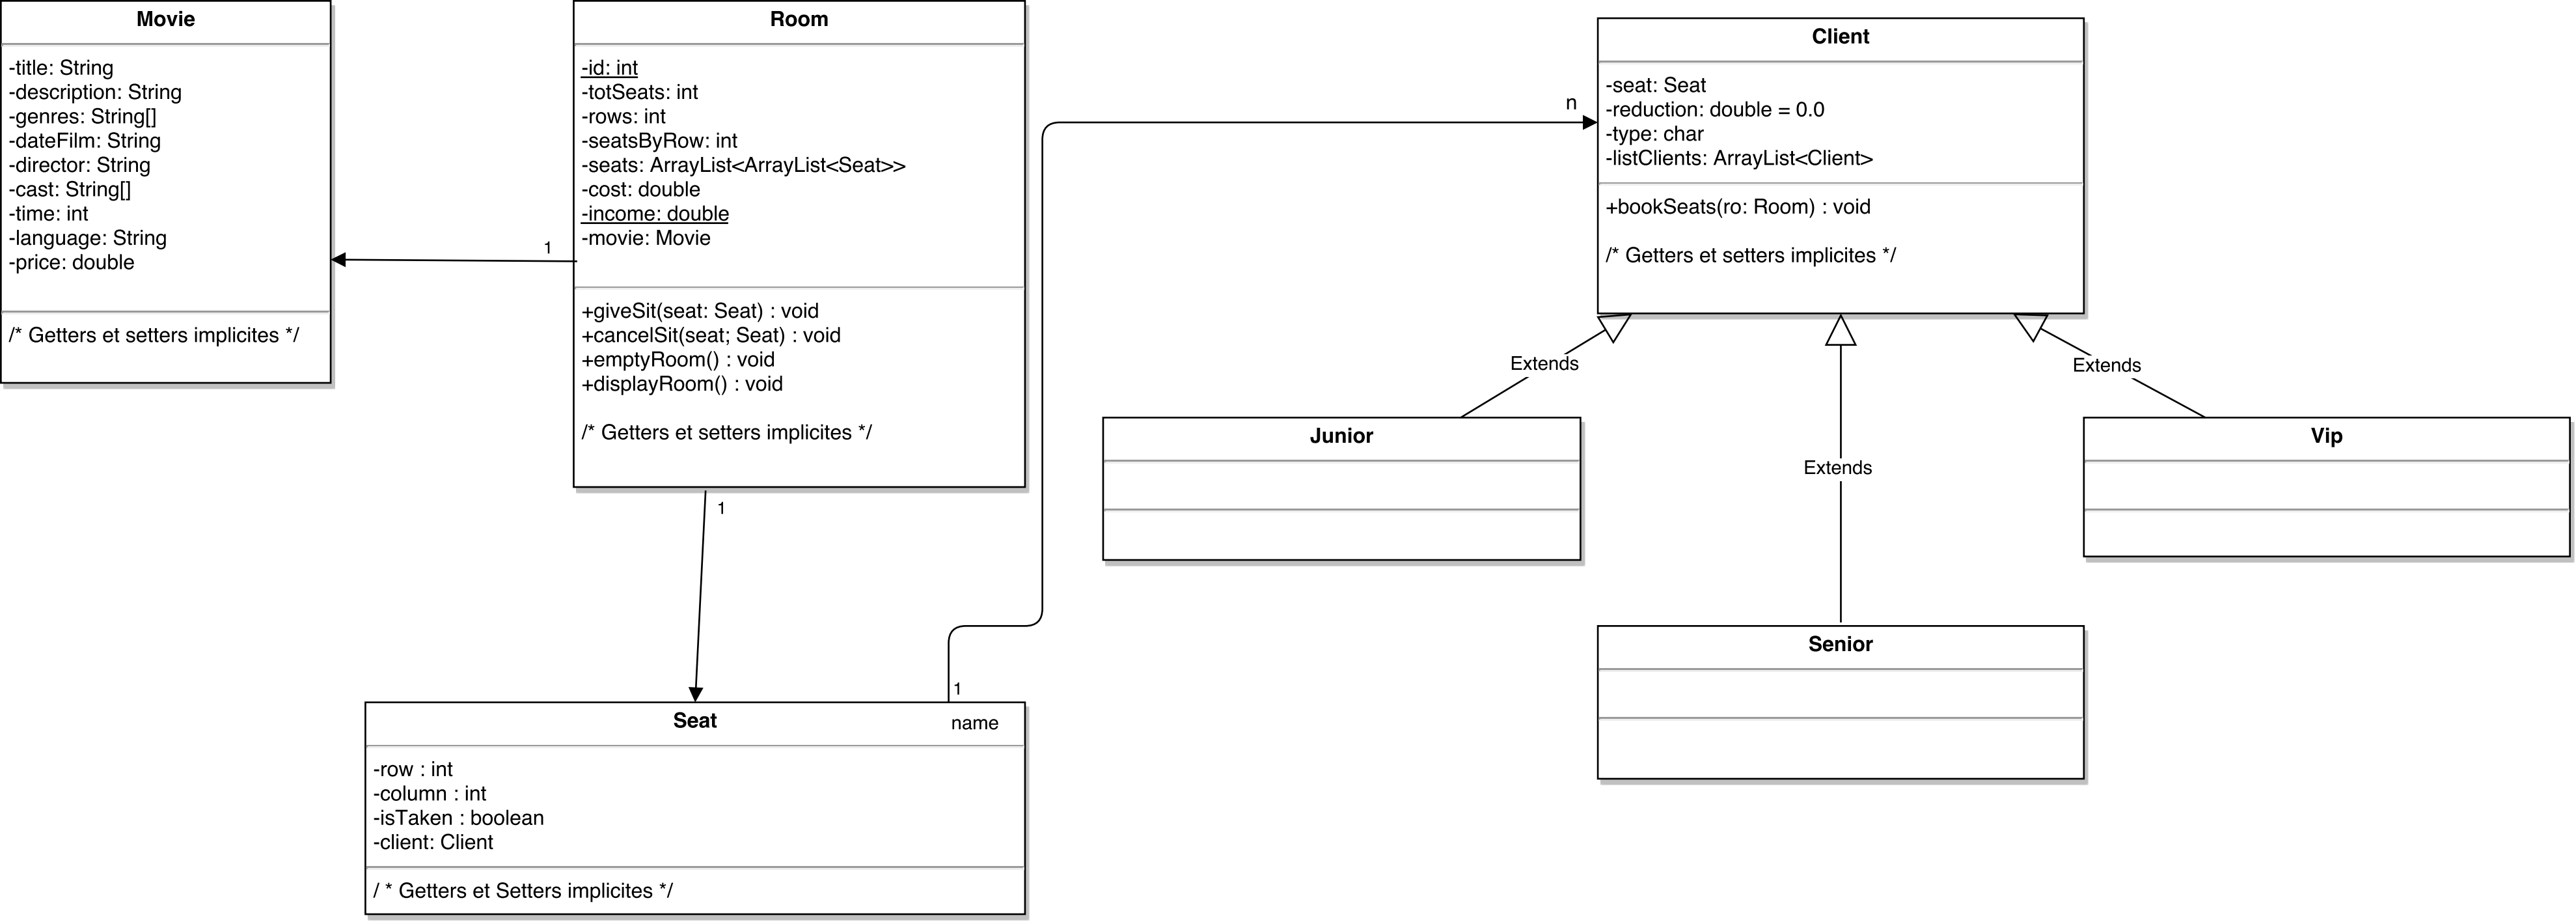 Movie
-title: String
-description: String
-genres: String[]
-dateFilm: String
-director: String
-cast: String[]
-time: int
-language: String
-price: double
/* Getters et setters implicites */
1
Room
-id: int
-totSeats: int
-rows: int
-seatsByRow: int
-seats: ArrayList<ArrayList<Seat>>
-cost: double
-income: double
-movie: Movie
+giveSit(seat: Seat) : void
+cancelSit(seat; Seat) : void
+emptyRoom() : void
+displayRoom() : void
/* Getters et setters implicites */
1
n
Client
-seat: Seat
-reduction: double = 0.0
-type: char
-listClients: ArrayList<Client>
+bookSeats(ro: Room) : void
/* Getters et setters implicites */
Extends
Extends
Extends
Junior
Vip
Senior
1
Seat
name
-row : int
-column : int
-isTaken : boolean
-client: Client
/ * Getters et Setters implicites */